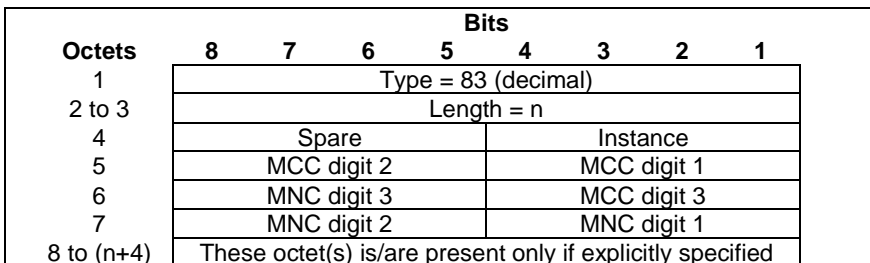 Bits
Octets 8 7 6 5 4 3 2 1
1 Type = 83 (decimal)
2 to 3 Length = n
4 Spare Instance
5 MCC digit 2 MCC digit 1
6 MNC digit 3 MCC digit 3
7 MNC digit 2 MNC digit 1
8 to (n+4) These octet(s) is/are present only if explicitly specified